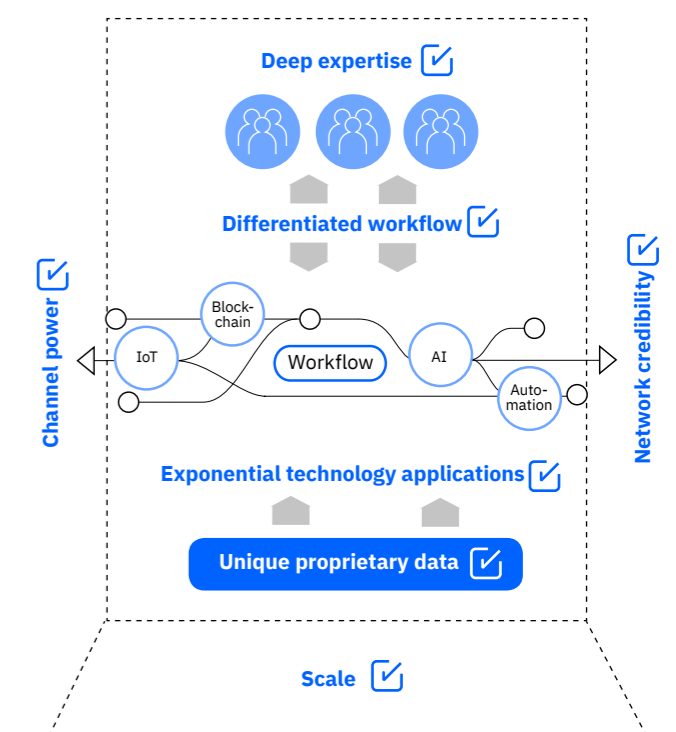 Deep expertise
Differentiated workflow
Channel power
Network credibility
Block-
chain
IoT
Workflow
AI
Auto-
mation
Exponential technology applications
Unique proprietary data
Scale